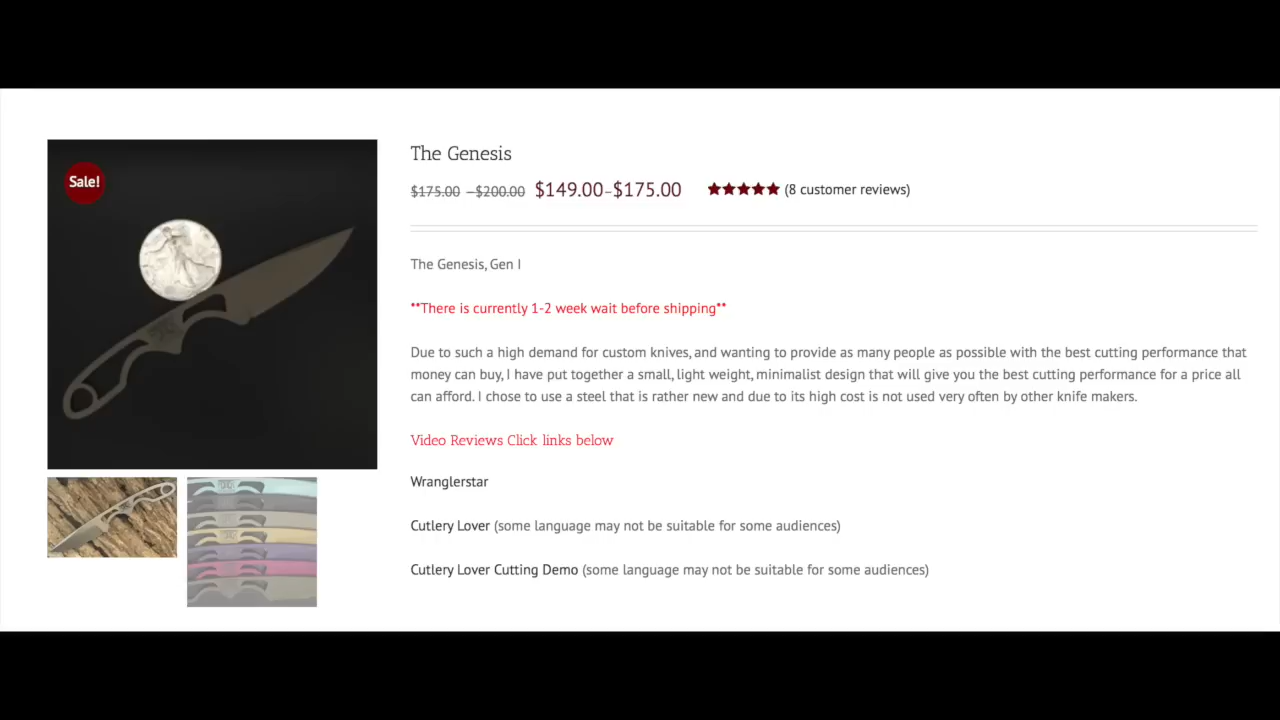 Sale!
The Genesis
$175.00 –$200.00 $149.00–$175.00 (8 customer reviews)
The Genesis, Gen I
**There is currently 1-2 week wait before shipping**
Due to such a high demand for custom knives, and wanting to provide as many people as possible with the best cutting performance that
money can buy, I have put together a small, light weight, minimalist design that will give you the best cutting performance for a price all
can afford. I chose to use a steel that is rather new and due to its high cost is not used very often by other knife makers.
Video Reviews Click links below
Wranglerstar
Cutlery Lover (some language may not be suitable for some audiences)
Cutlery Lover Cutting Demo (some language may not be suitable for some audiences)